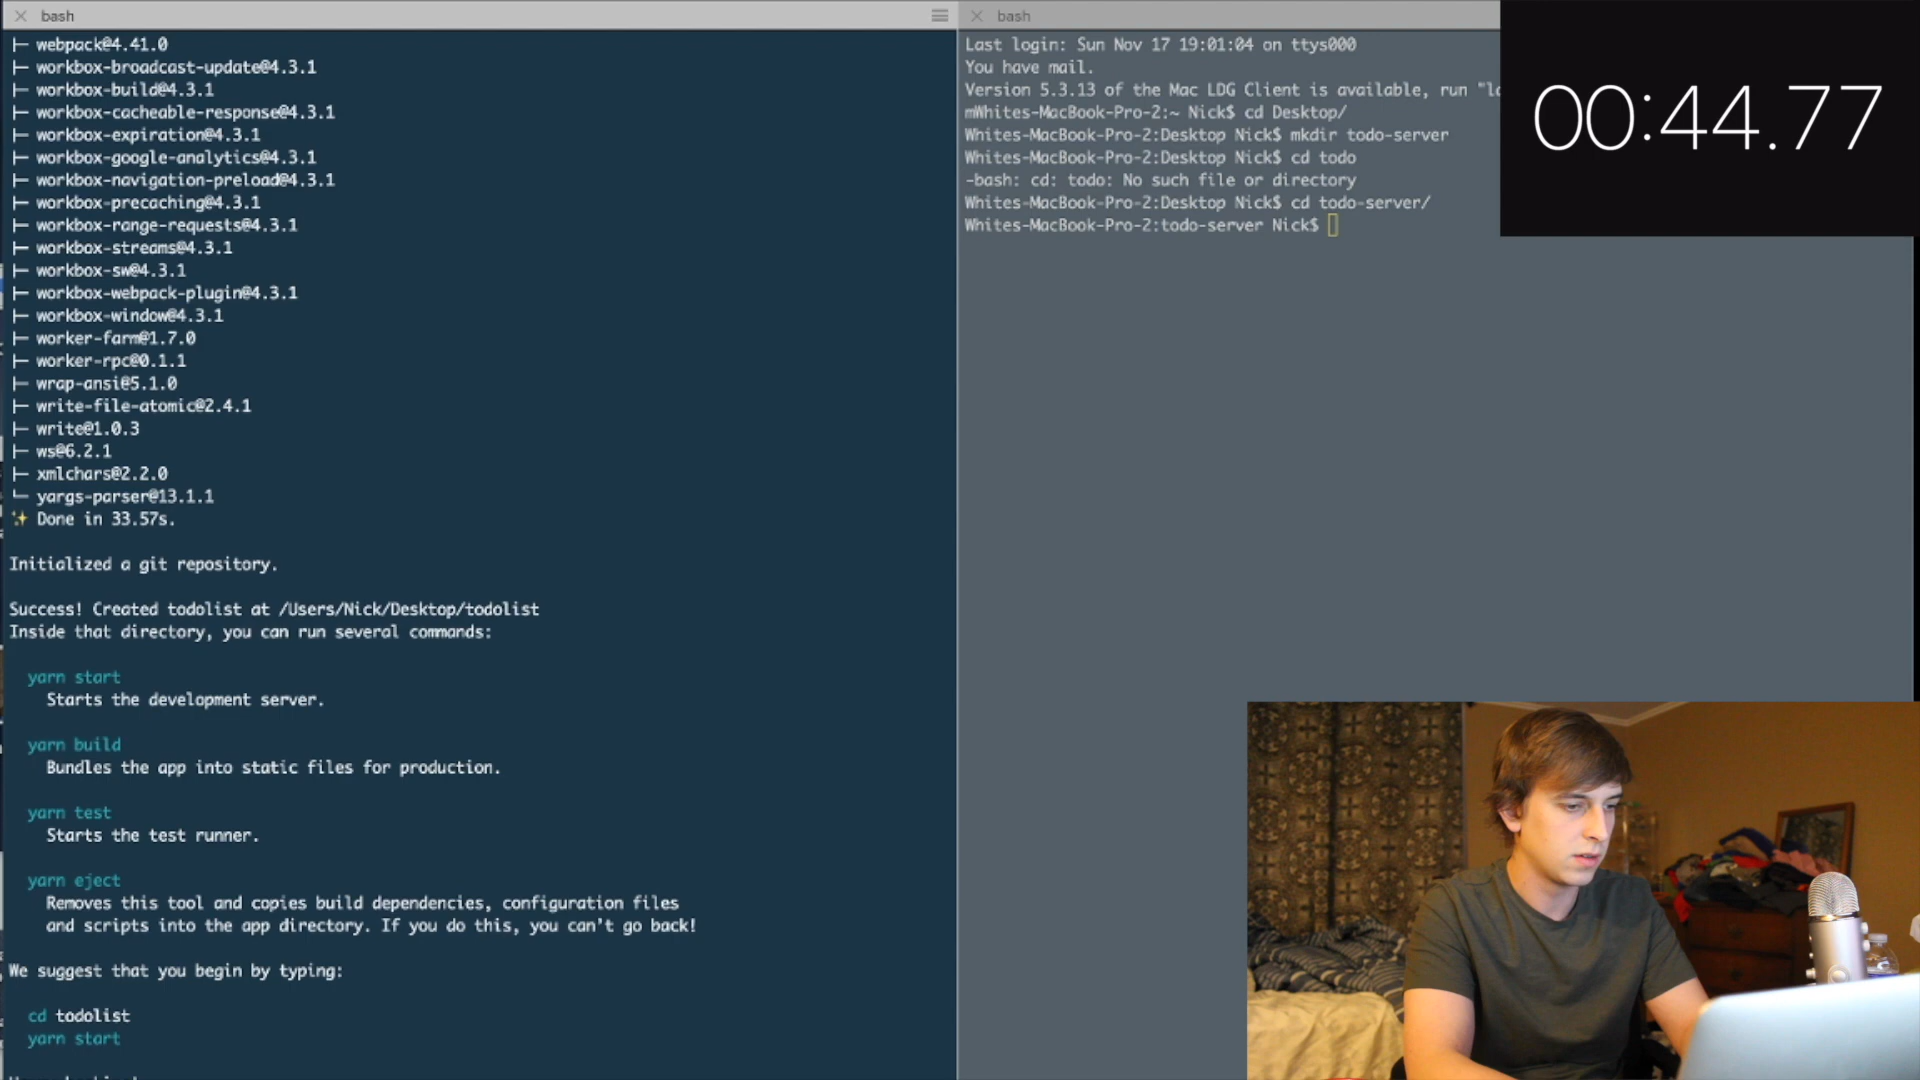 bash
├─ webpack@4.41.0
├─ workbox-broadcast-update@4.3.1
├─ workbox-build@4.3.1
├─ workbox-cacheable-response@4.3.1
├─ workbox-expiration@4.3.1
├─ workbox-google-analytics@4.3.1
├─ workbox-navigation-preload@4.3.1
├─ workbox-precaching@4.3.1
├─ workbox-range-requests@4.3.1
├─ workbox-streams@4.3.1
├─ workbox-sw@4.3.1
├─ workbox-webpack-plugin@4.3.1
├─ workbox-window@4.3.1
├─ worker-farm@1.7.0
├─ worker-rpc@0.1.1
├─ wrap-ansi@5.1.0
├─ write-file-atomic@2.4.1
├─ write@1.0.3
├─ ws@6.2.1
├─ xmlchars@2.2.0
└─ yargs-parser@13.1.1
✨ Done in 33.57s.
Initialized a git repository.
Success! Created todolist at /Users/Nick/Desktop/todolist
Inside that directory, you can run several commands:
yarn start
Starts the development server.
yarn build
Bundles the app into static files for production.
yarn test
Starts the test runner.
yarn eject
Removes this tool and copies build dependencies, configuration files
and scripts into the app directory. If you do this, you can't go back!
We suggest that you begin by typing:
cd todolist
yarn start
bash
Last login: Sun Nov 17 19:01:04 on ttys000
You have mail.
Version 5.3.13 of the Mac LDG Client is available, run
mWhites-MacBook-Pro-2:~ Nick$ cd Desktop/
Whites-MacBook-Pro-2:Desktop Nick$ mkdir todo-server
Whites-MacBook-Pro-2:Desktop Nick$ cd todo
-bash: cd: todo: No such file or directory
Whites-MacBook-Pro-2:Desktop Nick$ cd todo-server/
Whites-MacBook-Pro-2:todo-server Nick$
00:44.77